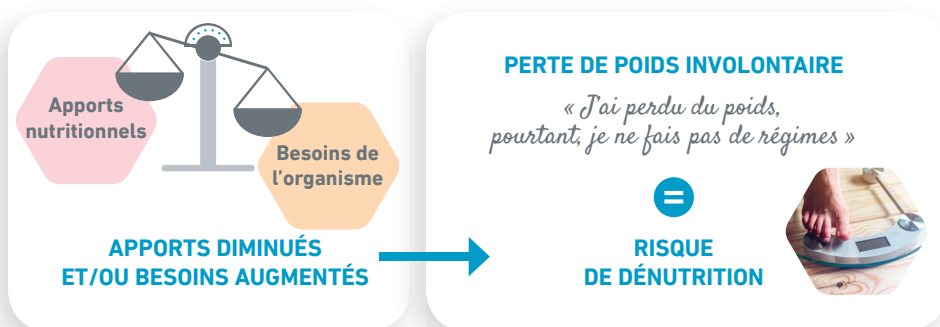 Apports
nutritionnels
Besoins de
l'organisme
APPORTS DIMINUÉS
ET/OU BESOINS AUGMENTÉS
PERTE DE POIDS INVOLONTAIRE
« J'ai perdu du poids,
pourtant, je ne fais pas de régimes »
=
RISQUE
DE DÉNUTRITION